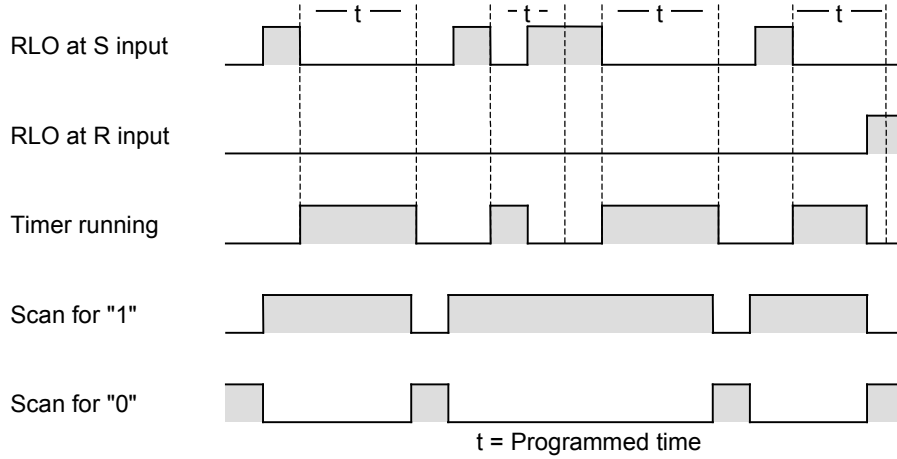 t t t t
RLO at S input
RLO at R input
Timer running
Scan for "1"
Scan for "0"
t = Programmed time